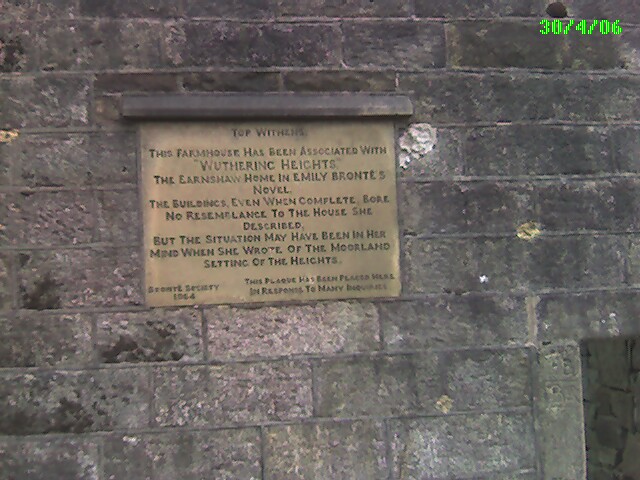 30/4/06
TOP WITHENS.
THIS FARMHOUSE HAS BEEN ASSOCIATED WITH
"WUTHERING HEIGHTS"
THE EARNSHAW HOME IN EMILY BRONTË'S
NOVEL.
THE BUILDINGS, EVEN WHEN COMPLETE, BORE
NO RESEMBLANCE TO THE HOUSE SHE
DESCRIBED,
BUT THE SITUATION MAY HAVE BEEN IN HER
MIND WHEN SHE WROTE OF THE MOORLAND
SETTING OF THE HEIGHTS.
BRONTË SOCIETY
1964
THIS PLAQUE HAS BEEN PLACED HERE
IN RESPONSE TO MANY INQUIRIES